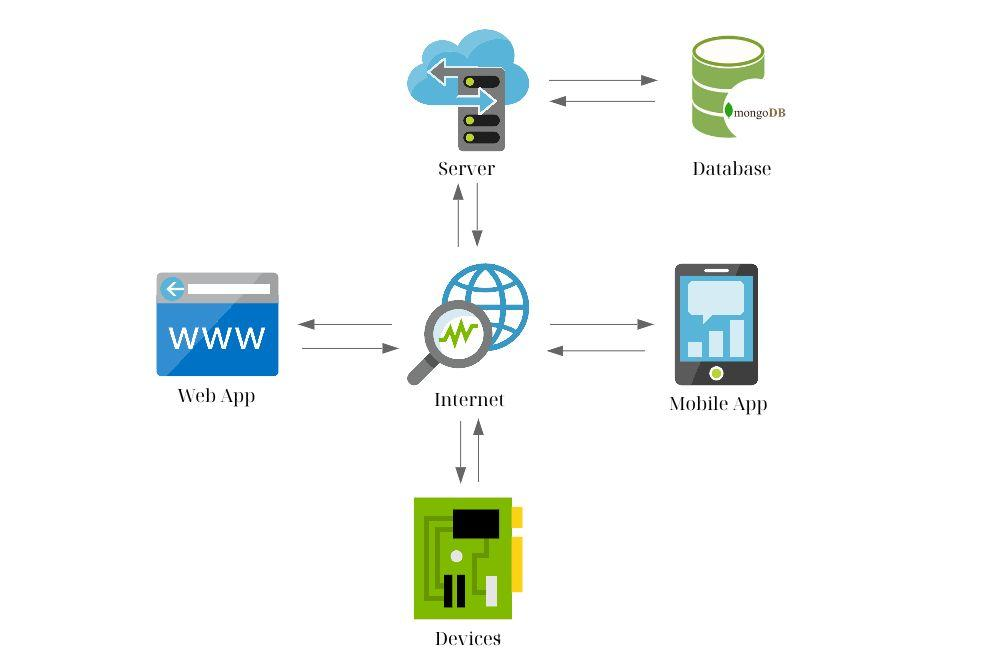 mongoDB
Server
Database
WWW
Web App
Internet
Mobile App
Devices